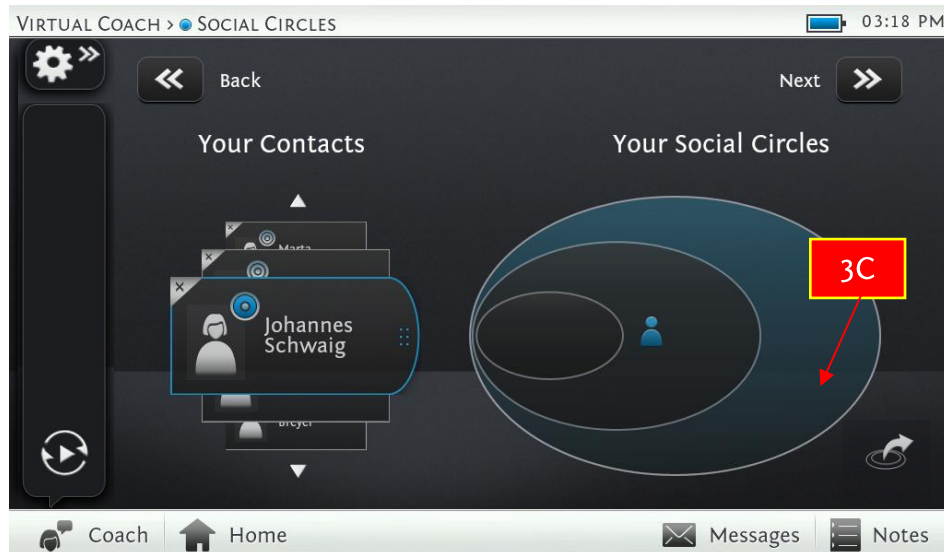 VIRTUAL COACH > SOCIAL CIRCLES
03:18 PM
Back
Next
Your Contacts
Your Social Circles
Marta
3C
Johannes
Schwaig
Breyer
Coach
Home
Messages
Notes